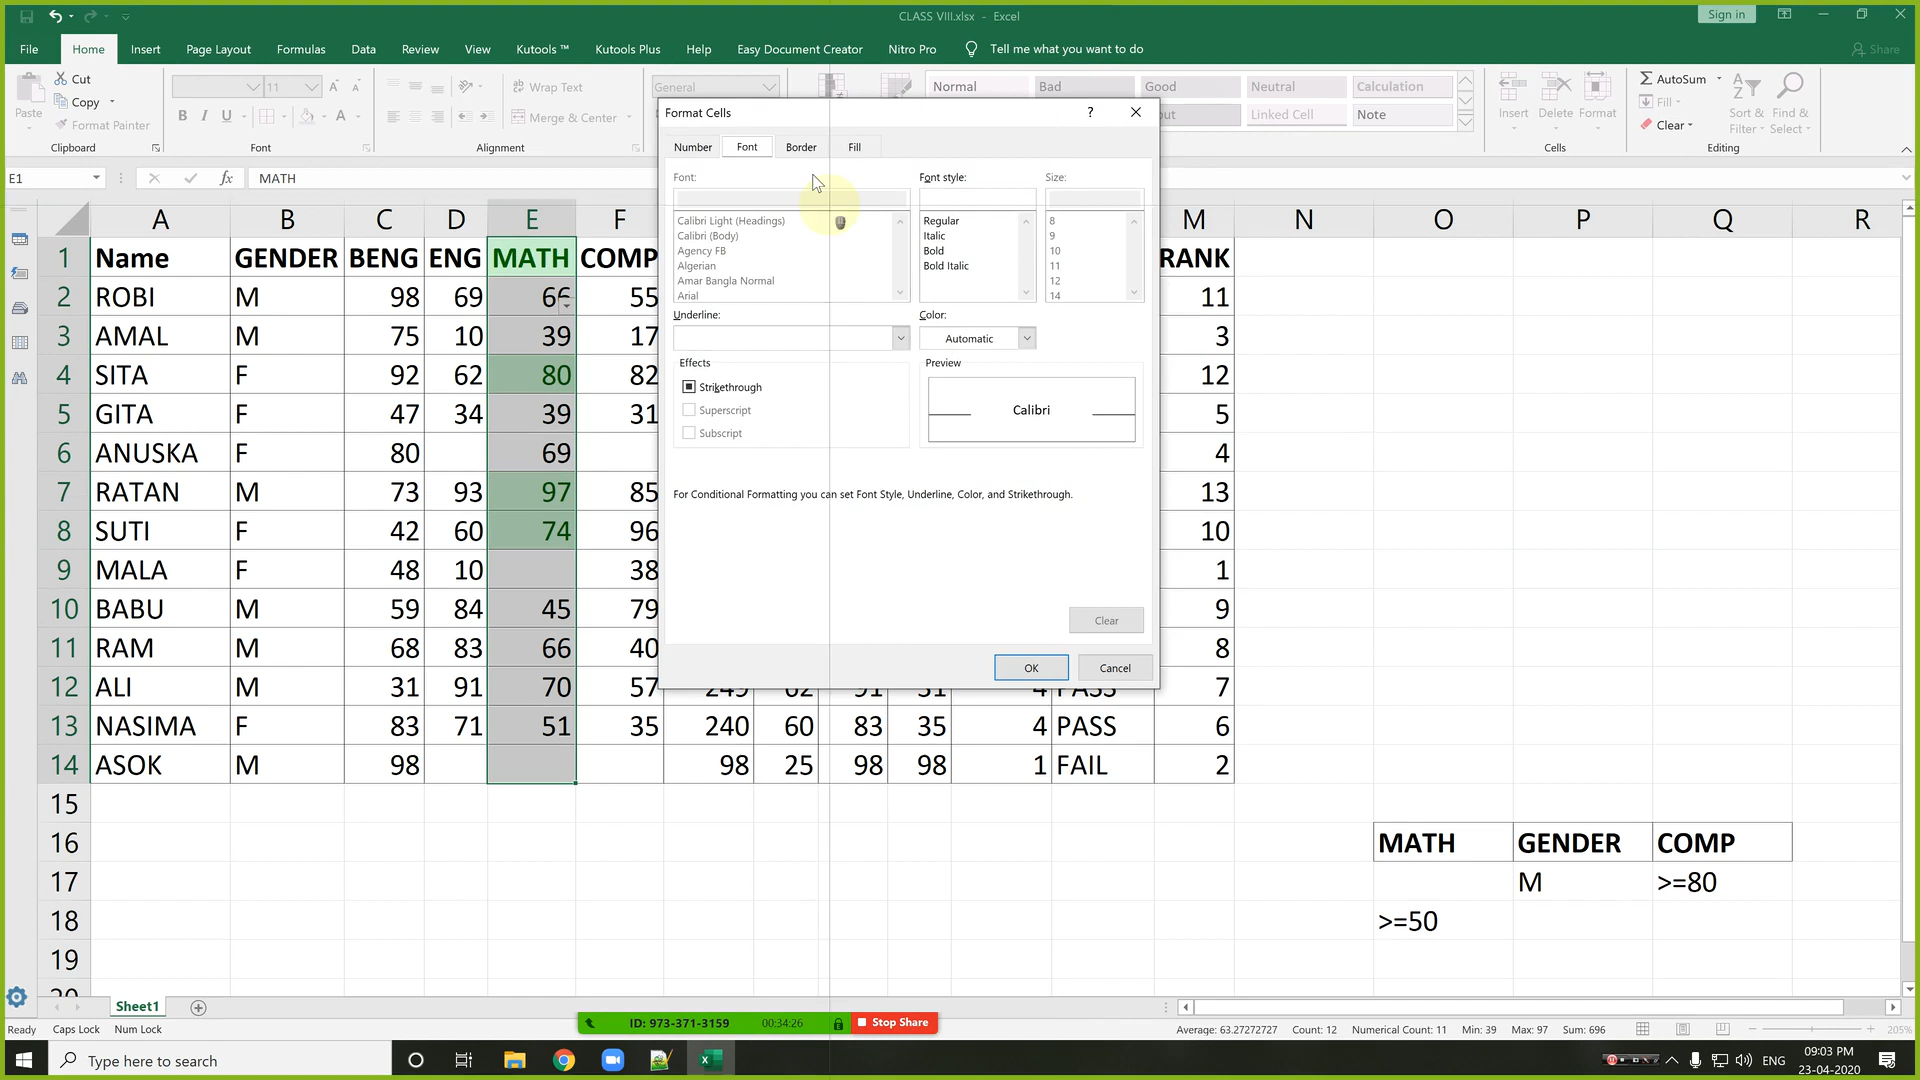 CLASS VIII.xlsx - Excel
Sign in
File Home Insert Page Layout Formulas Data Review View Kutools ™ Kutools Plus Help Easy Document Creator Nitro Pro Tell me what you want to do Share
Paste Cut Copy Format Painter Clipboard
11 B I U A Font
Wrap Text Merge & Center Alignment
General
Normal Bad Good Neutral Calculation
Linked Cell Note
Insert Delete Format Cells
AutoSum Fill Clear Sort & Filter Find & Select Editing
E1 fx MATH
A B C D E F M N O P Q R
1 Name GENDER BENG ENG MATH COMP RANK
2 ROBI M 98 69 66 55 11
3 AMAL M 75 10 39 17 3
4 SITA F 92 62 80 82 12
5 GITA F 47 34 39 31 5
6 ANUSKA F 80 69 4
7 RATAN M 73 93 97 85 13
8 SUTI F 42 60 74 96 10
9 MALA F 48 10 38 1
10 BABU M 59 84 45 79 9
11 RAM M 68 83 66 40 8
12 ALI M 31 91 70 57 249 62 91 31 4 PASS 7
13 NASIMA F 83 71 51 35 240 60 83 35 4 PASS 6
14 ASOK M 98 98 25 98 98 1 FAIL 2
15
16 MATH GENDER COMP
17 M >=80
18 >=50
19
20
Format Cells ?
Number Font Border Fill
Font: Font style: Size:
Calibri Light (Headings) Regular 8
Calibri (Body) Italic 9
Agency FB Bold 10
Algerian Bold Italic 11
Amar Bangla Normal 12
Arial 14
Underline: Color:
Automatic
Effects Preview
Strikethrough
Superscript
Subscript
Calibri
For Conditional Formatting you can set Font Style, Underline, Color, and Strikethrough.
Clear
OK Cancel
Sheet1
ID: 973-371-3159 00:34:26 Stop Share
Ready Caps Lock Num Lock Average: 63.27272727 Count: 12 Numerical Count: 11 Min: 39 Max: 97 Sum: 696 205%
Type here to search ENG 09:03 PM
23-04-2020